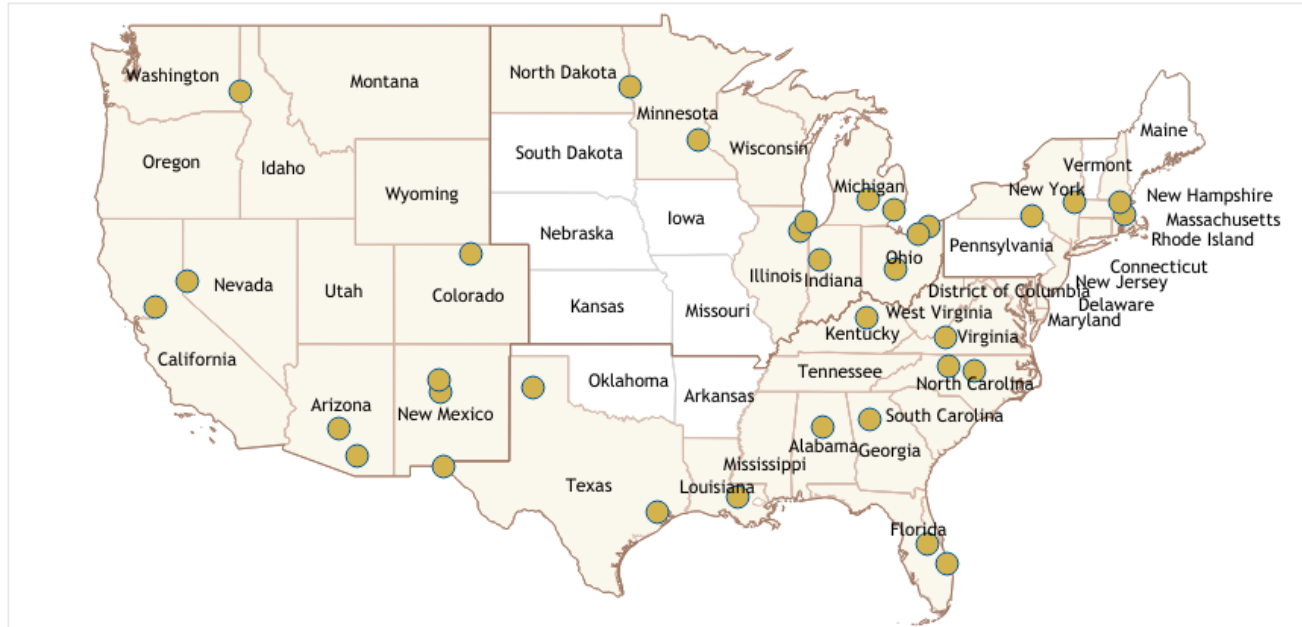 Washington
Montana
North Dakota
Minnesota
Maine
Oregon
Idaho
South Dakota
Wisconsin
Vermont
Wyoming
Michigan
New York
New Hampshire
Iowa
Massachusetts
Nebraska
Rhode Island
Pennsylvania
Ohio
Connecticut
Nevada
Utah
Colorado
Illinois
Indiana
New Jersey
District of Columbia
Kansas
Missouri
Delaware
West Virginia
Maryland
Kentucky
Virginia
California
Tennessee
Oklahoma
North Carolina
Arkansas
Arizona
New Mexico
South Carolina
Alabama
Georgia
Mississippi
Texas
Louisiana
Florida